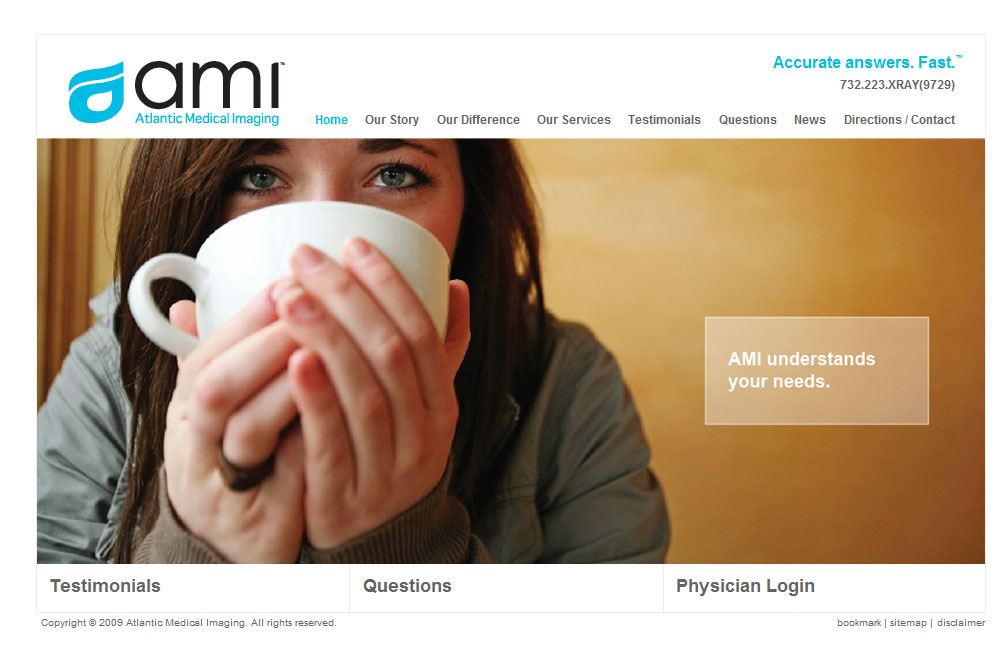 Accurate answers. Fast.™
732.223.XRAY(9729)
ami™
Atlantic Medical Imaging
Home Our Story Our Difference Our Services Testimonials Questions News Directions / Contact
AMI understands
your needs.
Testimonials Questions Physician Login
Copyright © 2009 Atlantic Medical Imaging. All rights reserved. bookmark | sitemap | disclaimer